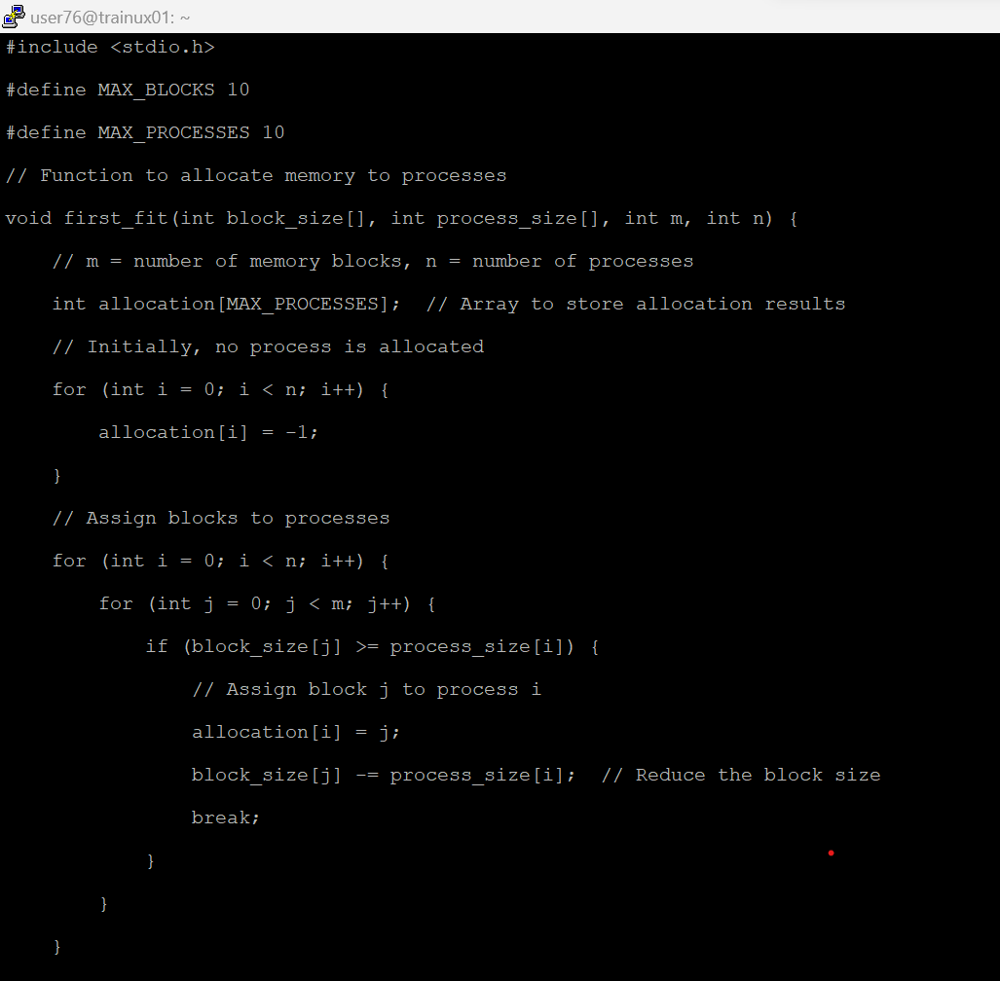 user76@trainux01: ~
#include <stdio.h>
#define MAX_BLOCKS 10
#define MAX_PROCESSES 10
// Function to allocate memory to processes
void first_fit(int block_size[], int process_size[], int m, int n) {
    // m = number of memory blocks, n = number of processes
    int allocation[MAX_PROCESSES];  // Array to store allocation results
    // Initially, no process is allocated
    for (int i = 0; i < n; i++) {
        allocation[i] = -1;
    }
    // Assign blocks to processes
    for (int i = 0; i < n; i++) {
        for (int j = 0; j < m; j++) {
            if (block_size[j] >= process_size[i]) {
                // Assign block j to process i
                allocation[i] = j;
                block_size[j] -= process_size[i];  // Reduce the block size
                break;
            }
        }
    }